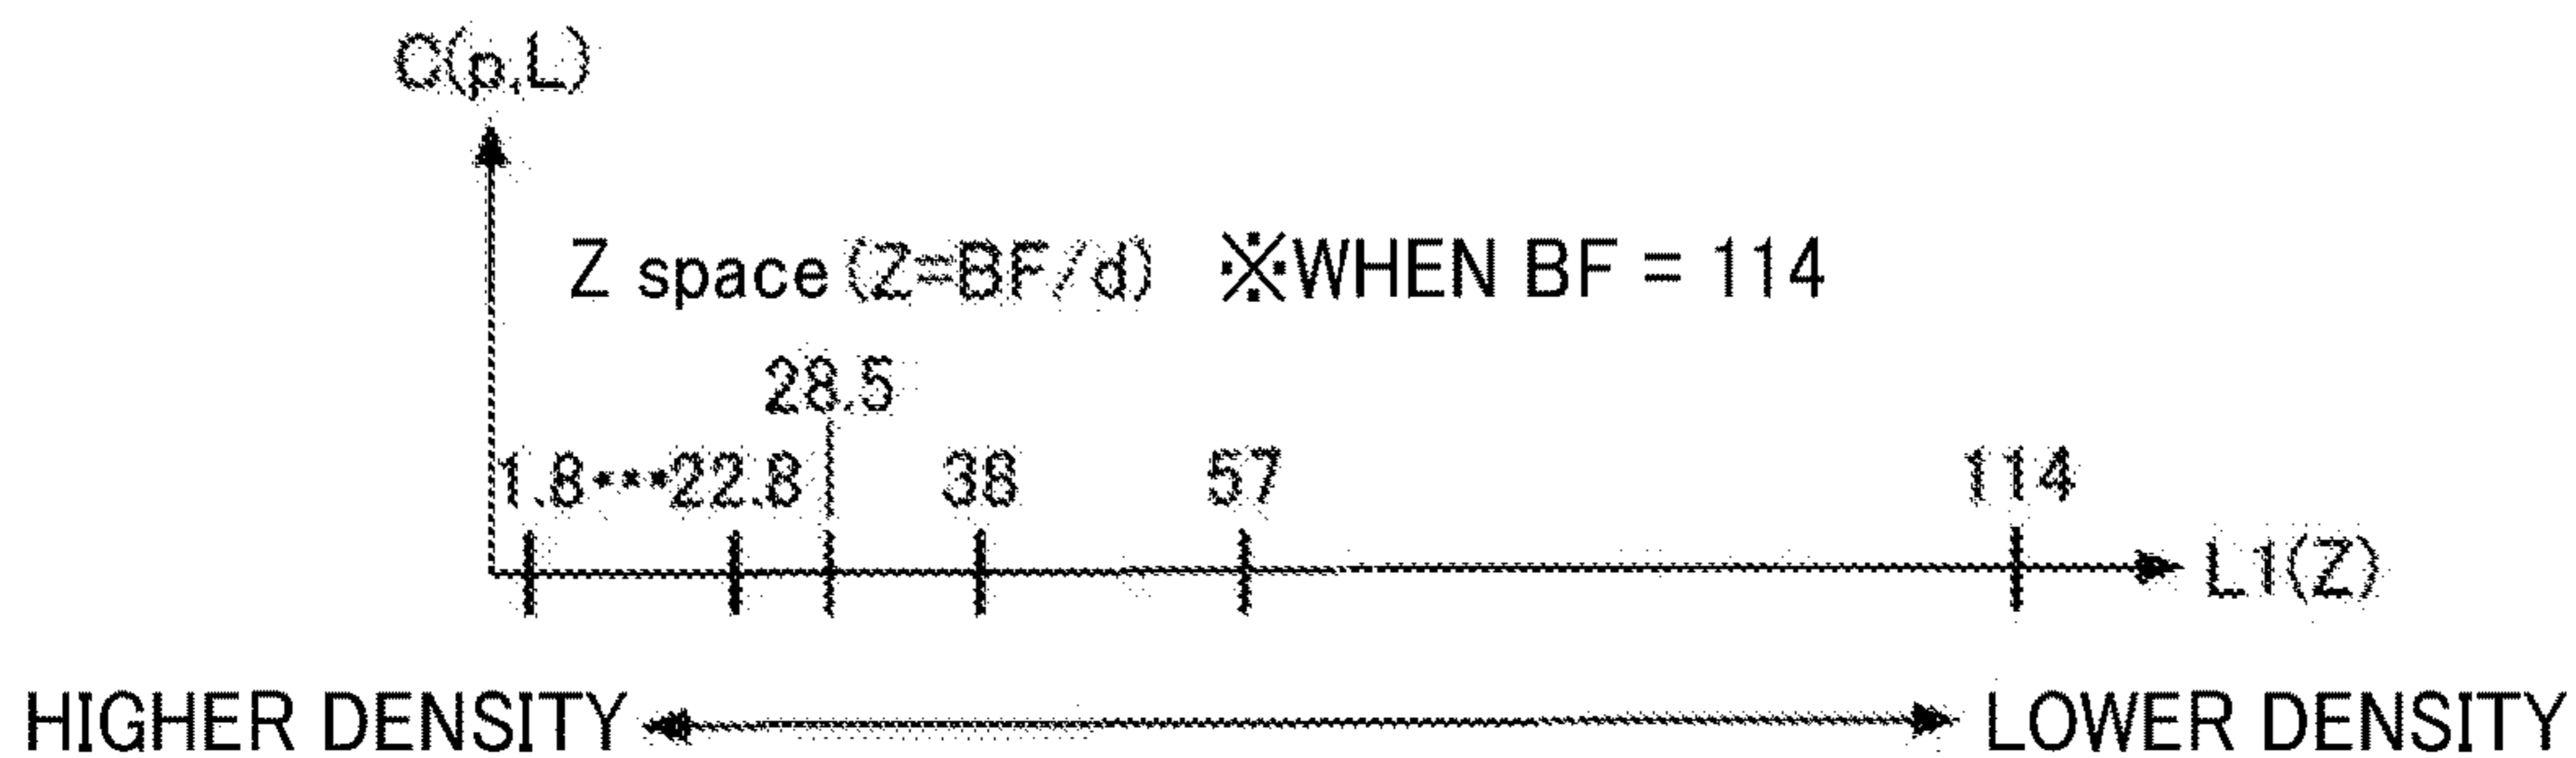 C(p,L)
Z space (Z=BF/d) ※WHEN BF = 114
28.5
1.8•••22.8 38 57 114
L1(Z)
HIGHER DENSITY LOWER DENSITY